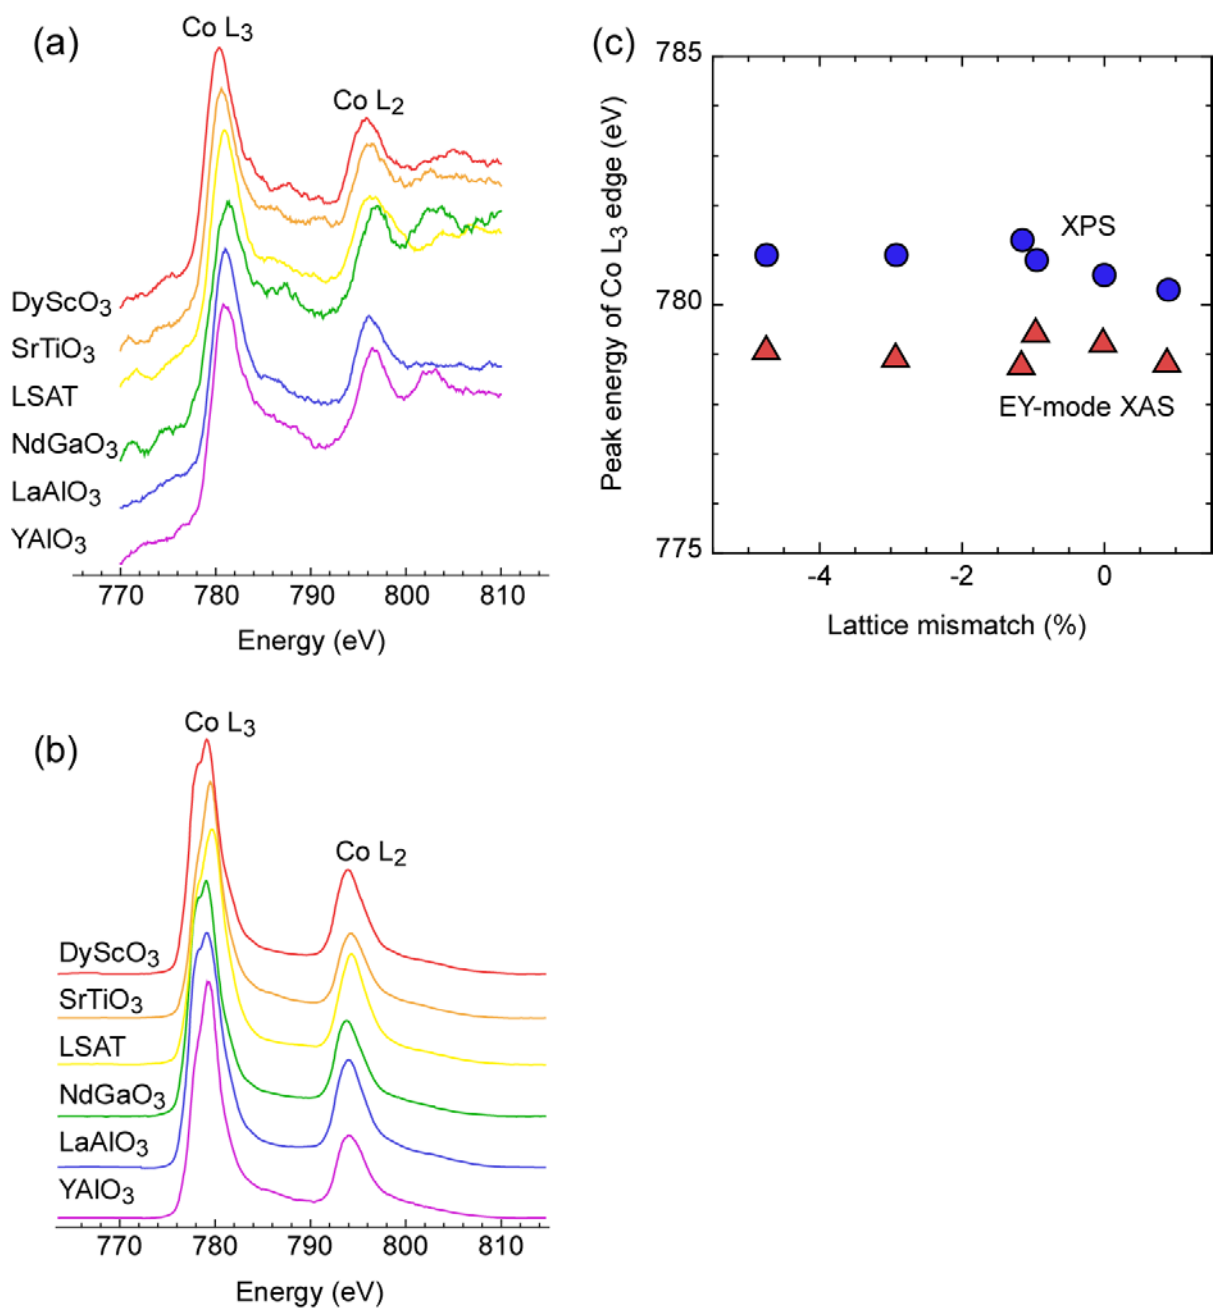 (a)
Co L3
Co L2
DyScO3
SrTiO3
LSAT
NdGaO3
LaAlO3
YAlO3
770 780 790 800 810
Energy (eV)
(c)
Peak energy of Co L3 edge (eV)
785
780
775
XPS
EY-mode XAS
-4 -2 0
Lattice mismatch (%)
(b)
Co L3
Co L2
DyScO3
SrTiO3
LSAT
NdGaO3
LaAlO3
YAlO3
770 780 790 800 810
Energy (eV)